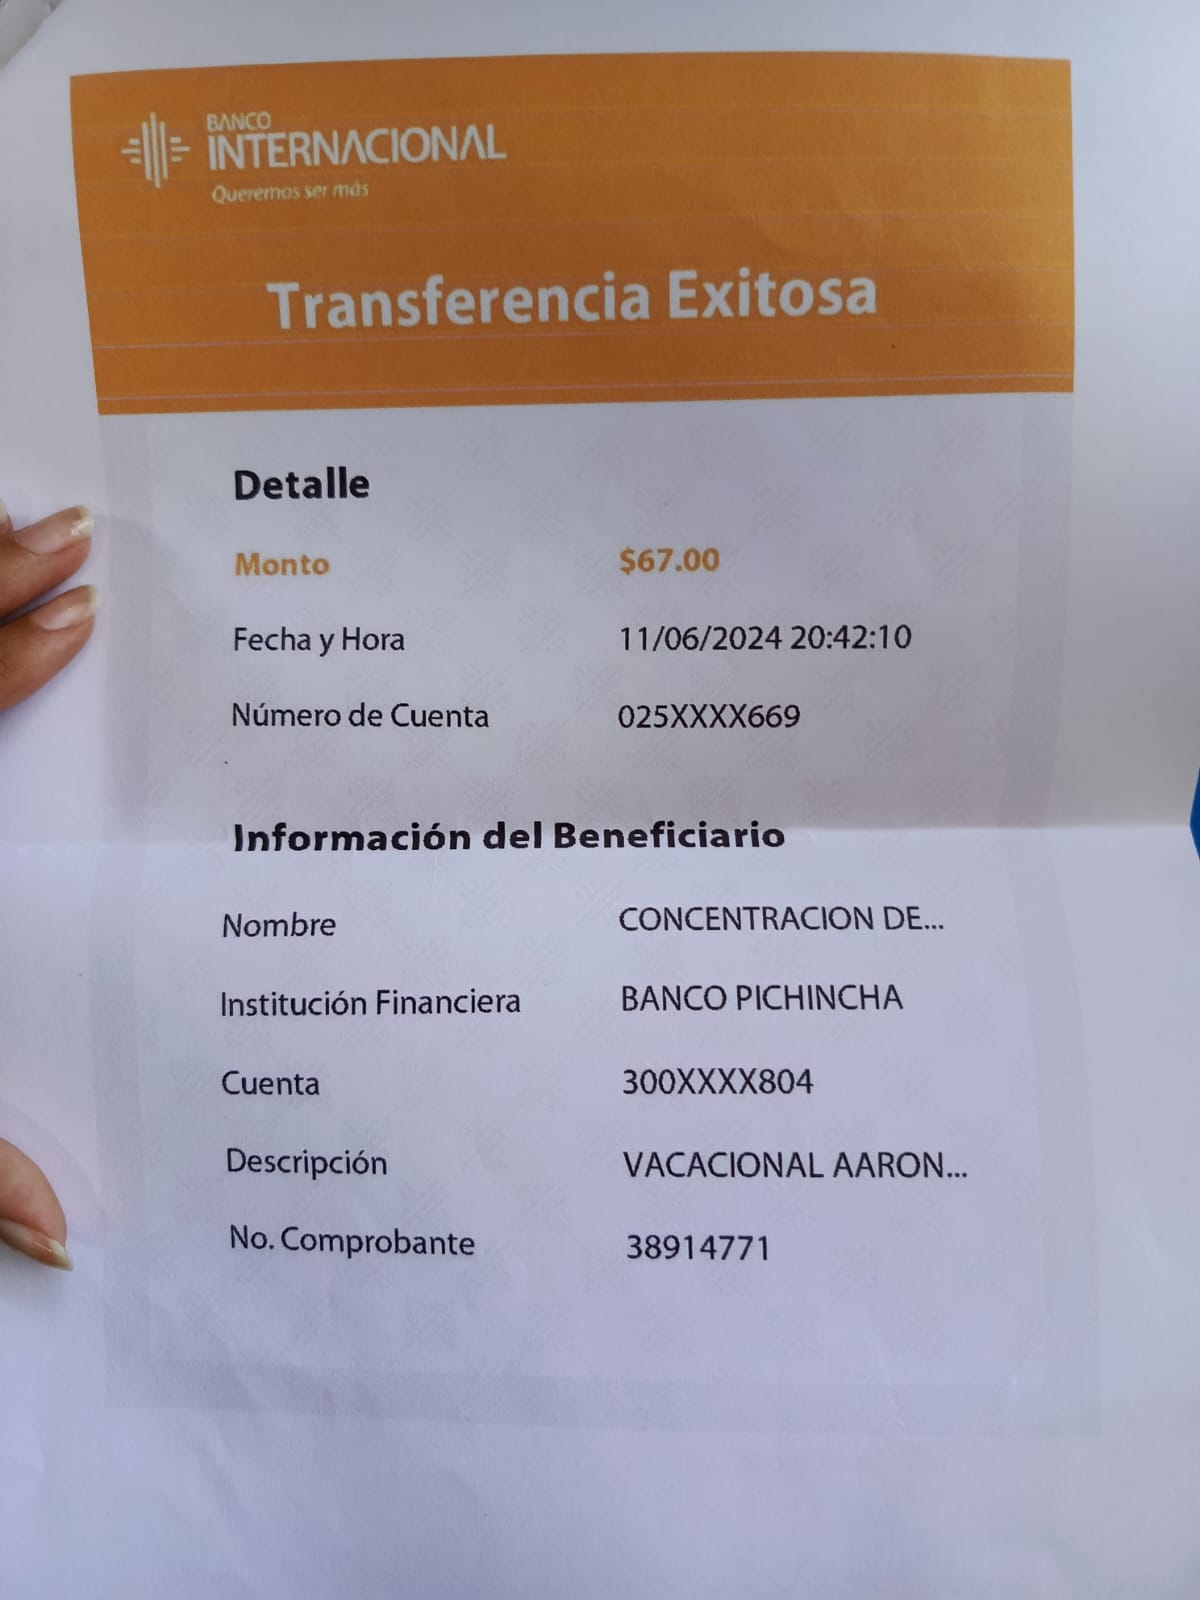 BANCO
INTERNACIONAL
Queremos ser más
Transferencia Exitosa
Detalle
Monto $67.00
Fecha y Hora 11/06/2024 20:42:10
Número de Cuenta 025XXXX669
Información del Beneficiario
Nombre CONCENTRACION DE...
Institución Financiera BANCO PICHINCHA
Cuenta 300XXXX804
Descripción VACACIONAL AARON...
No. Comprobante 38914771